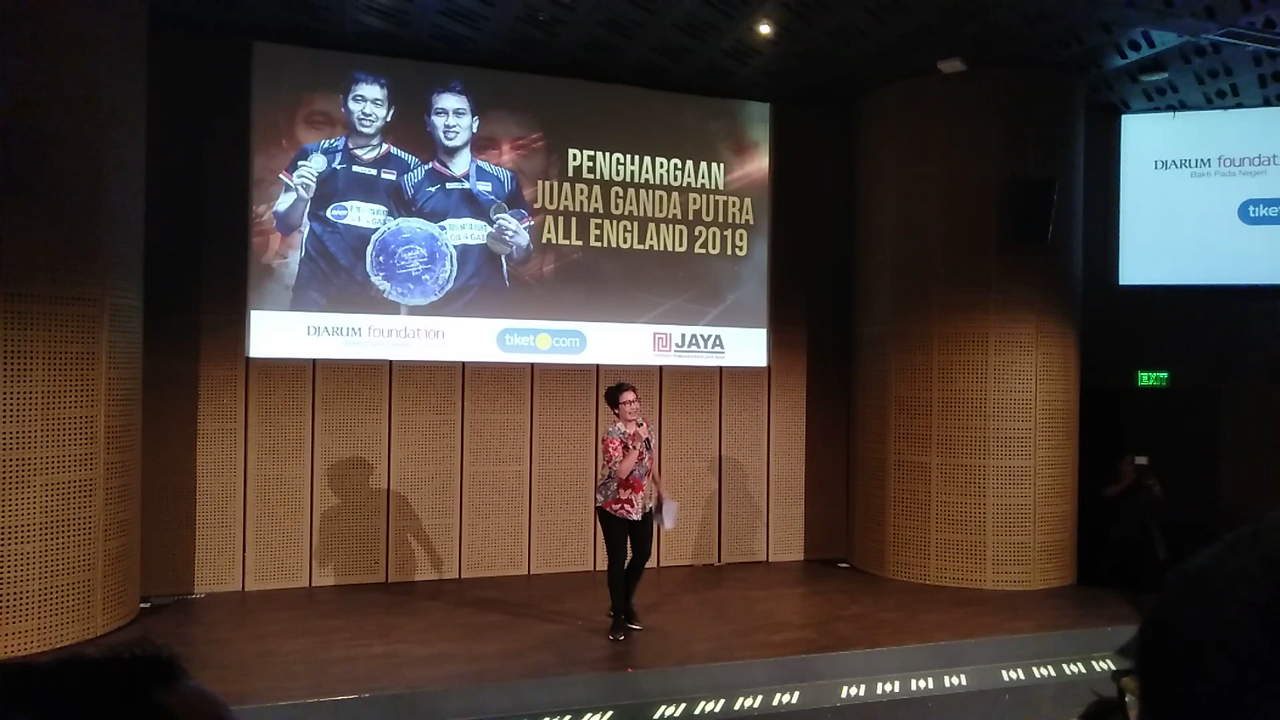 PENGHARGAAN
JUARA GANDA PUTRA
ALL ENGLAND 2019
DJARUM foundation
tiket.com
JAYA
DJARUM foundat
Bakti Pada Negeri
tike
EXIT